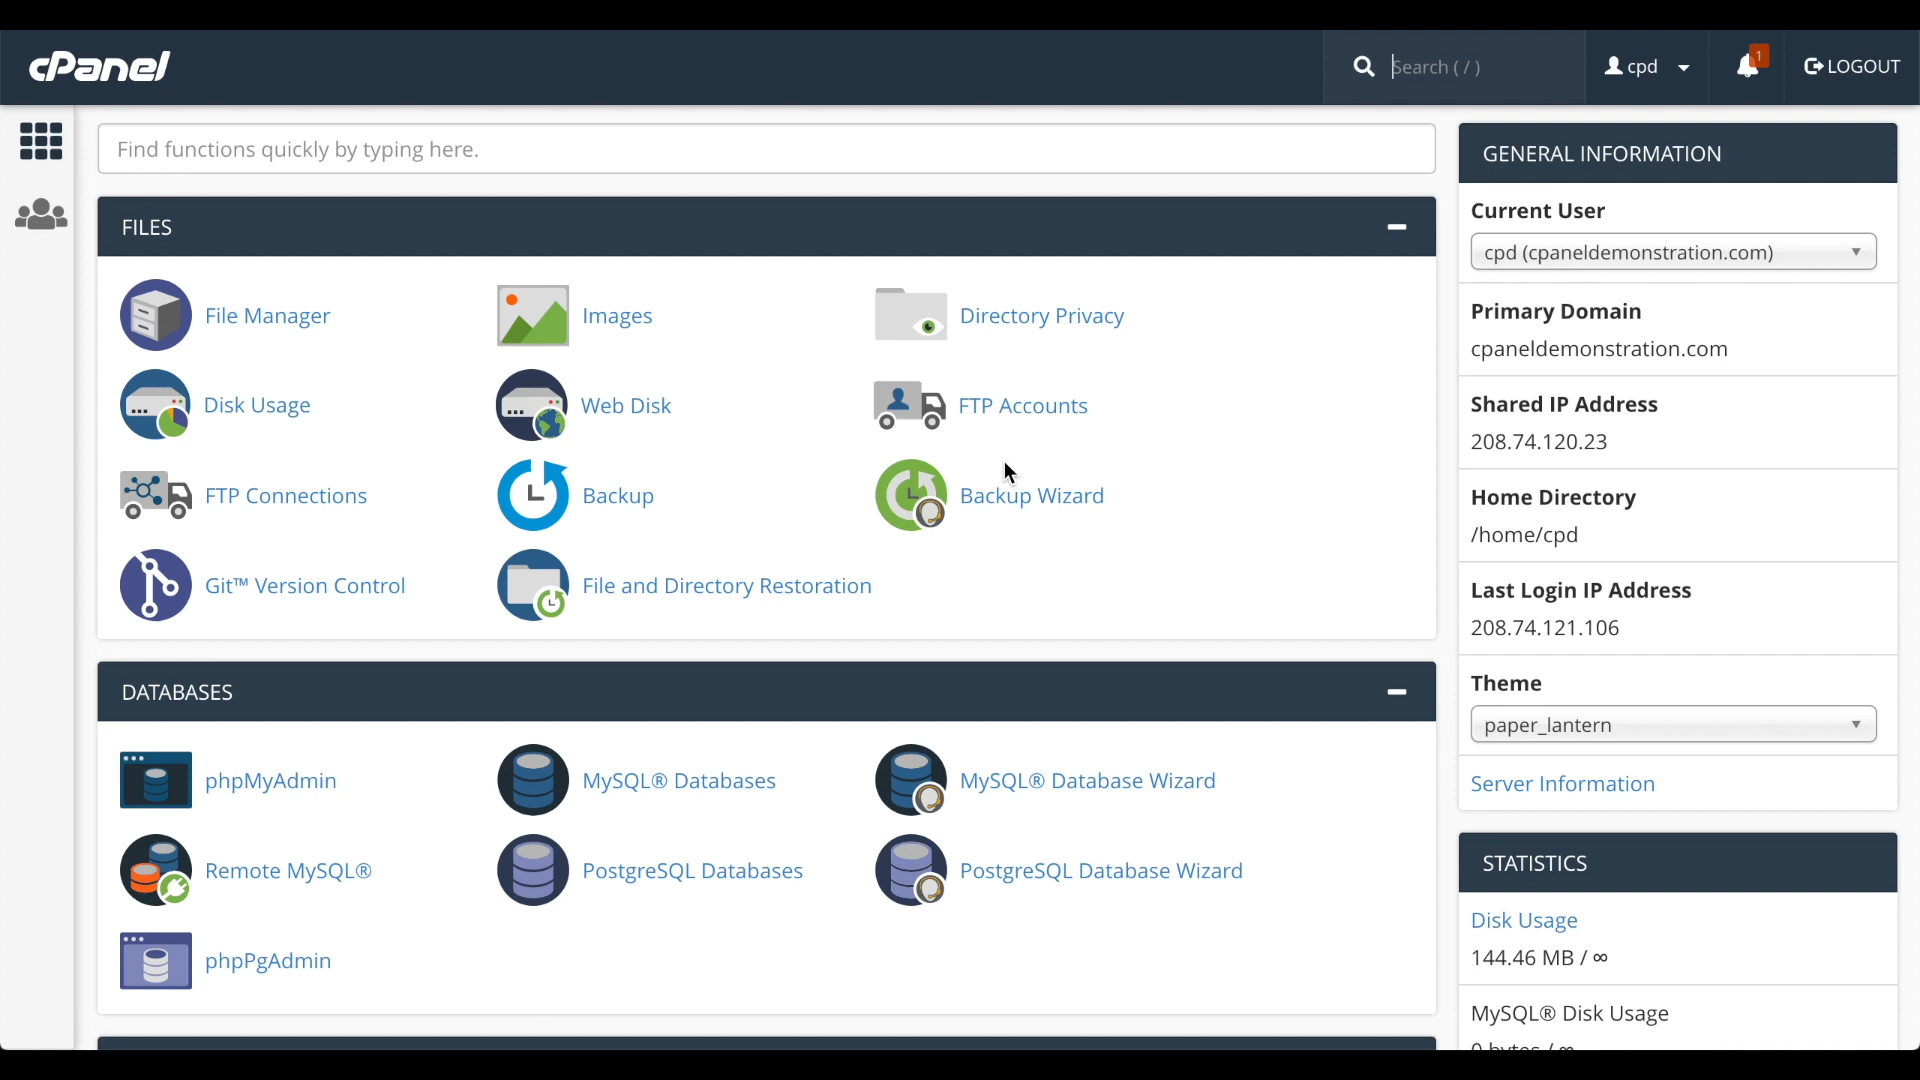 cPanel
Search ( / )
cpd
1
LOGOUT
Find functions quickly by typing here.
FILES
File Manager
Images
Directory Privacy
Disk Usage
Web Disk
FTP Accounts
FTP Connections
Backup
Backup Wizard
Git™ Version Control
File and Directory Restoration
DATABASES
phpMyAdmin
MySQL® Databases
MySQL® Database Wizard
Remote MySQL®
PostgreSQL Databases
PostgreSQL Database Wizard
phpPgAdmin
GENERAL INFORMATION
Current User
cpd (cpaneldemonstration.com)
Primary Domain
cpaneldemonstration.com
Shared IP Address
208.74.120.23
Home Directory
/home/cpd
Last Login IP Address
208.74.121.106
Theme
paper_lantern
Server Information
STATISTICS
Disk Usage
144.46 MB / ∞
MySQL® Disk Usage
0 bytes / ∞